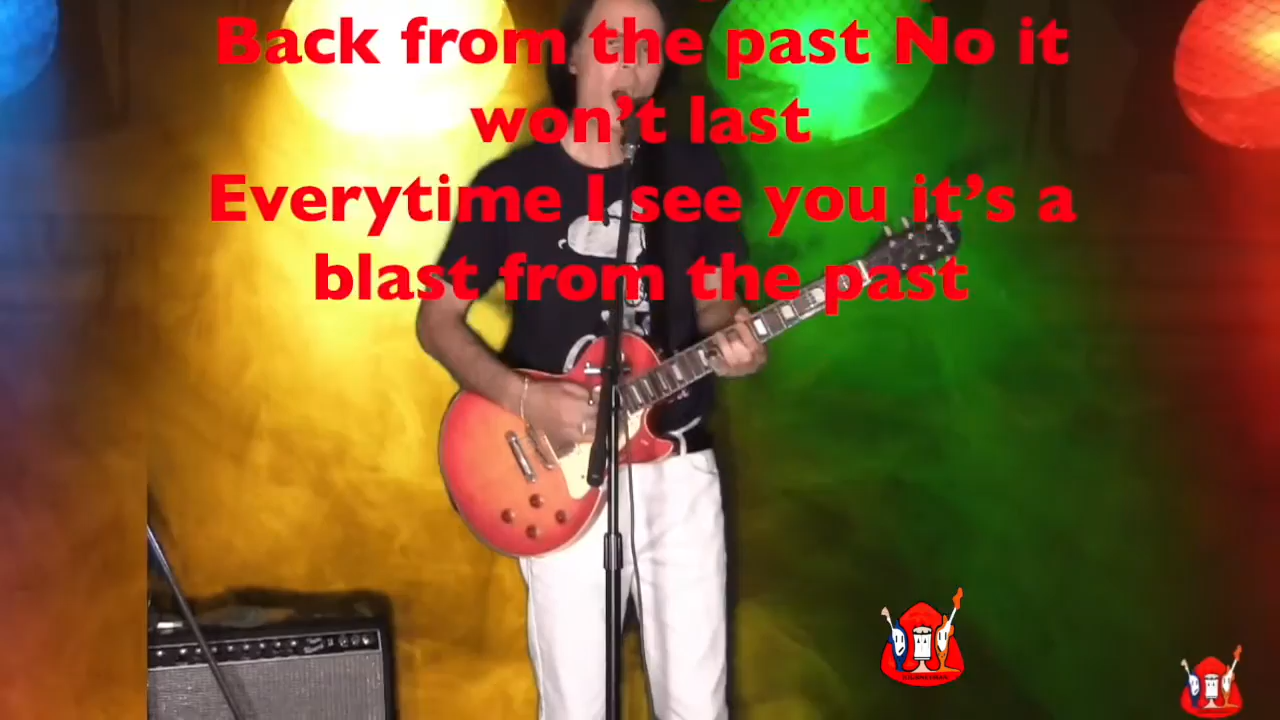 Back from the past No it
won't last
Everytime I see you it's a
blast from the past